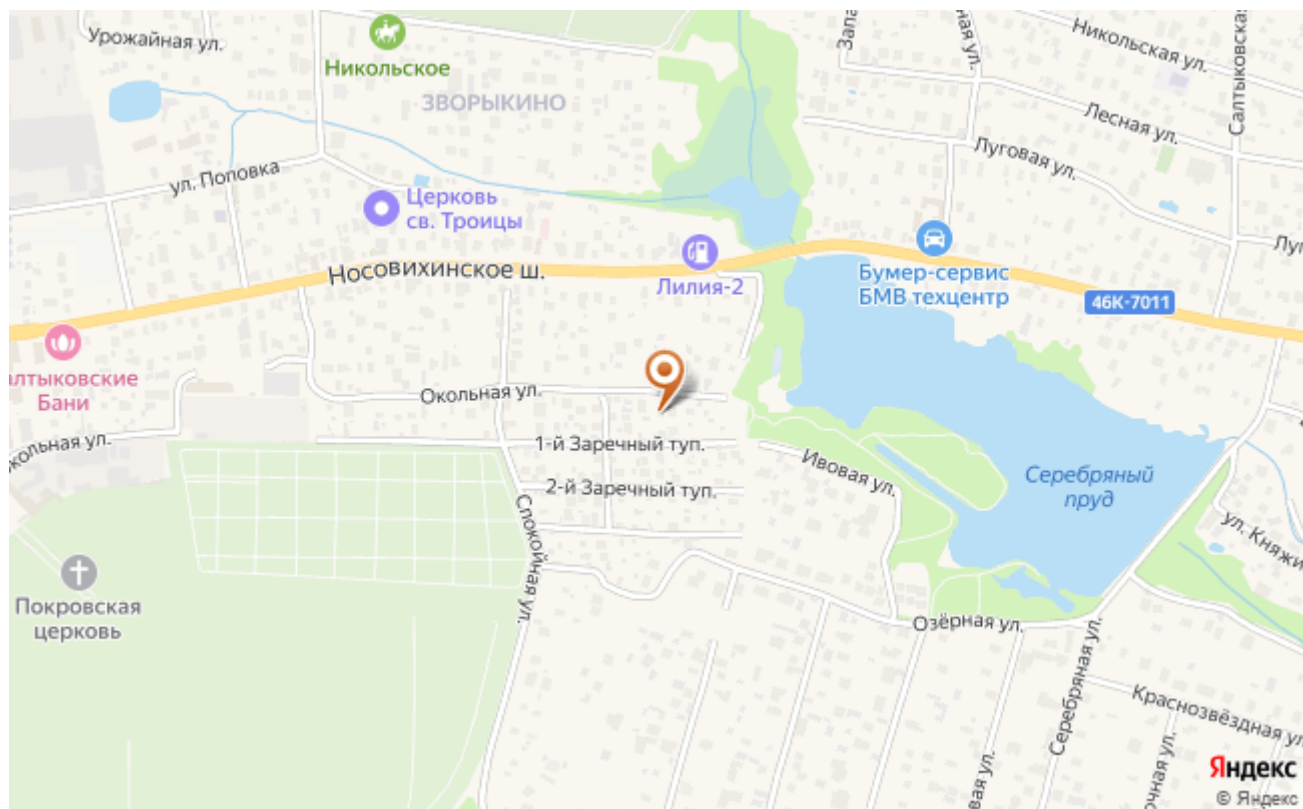 Урожайная ул.
Никольское
ЗВОРЫКИНО
Никольская ул.
Салтыковская
Лесная ул.
Луговая ул.
ул. Поповка
Церковь
св. Троицы
Носовихинское ш.
Лилия-2
Бумер-сервис
БМВ техцентр
46К-7011
алтыковские
Бани
Окольная ул.
кольная ул.
1-й Заречный туп.
2-й Заречный туп.
Ивовая ул.
Серебряный
пруд
Спокойная ул.
ул. Княжи
Покровская
церковь
Озёрная ул.
Серебряная ул.
Краснозвёздная ул.
Яндекс
© Яндекс